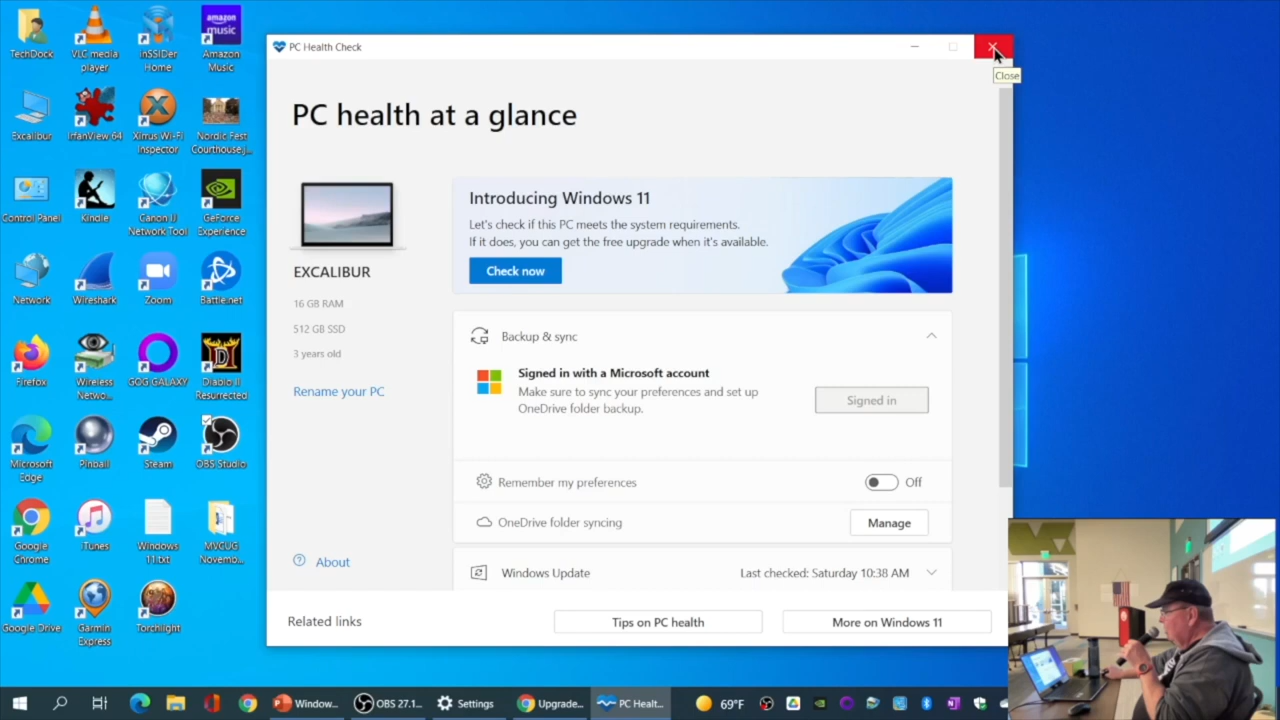 TechDock
VLC media player
inSSIDer Home
amazon music
Amazon Music
Excalibur
IrfanView 64
Xirrus Wi-Fi Inspector
Nordic Fest Courthouse.j...
Control Panel
Kindle
Canon IJ Network Tool
GeForce Experience
Network
Wireshark
Zoom
Battle.net
Firefox
Wireless Netwo...
GOG GALAXY
Diablo II Resurrected
Microsoft Edge
Pinball
Steam
OBS Studio
Google Chrome
iTunes
Windows 11.txt
MVCUG Novemb...
Google Drive
Garmin Express
Torchlight
PC Health Check
Close
PC health at a glance
EXCALIBUR
16 GB RAM
512 GB SSD
3 years old
Rename your PC
About
Introducing Windows 11
Let's check if this PC meets the system requirements.
If it does, you can get the free upgrade when it's available.
Check now
Backup & sync
Signed in with a Microsoft account
Make sure to sync your preferences and set up
OneDrive folder backup.
Signed in
Remember my preferences
Off
OneDrive folder syncing
Manage
Windows Update
Last checked: Saturday 10:38 AM
Related links
Tips on PC health
More on Windows 11
Window...
OBS 27.1...
Settings
Upgrade...
PC Healt...
69°F